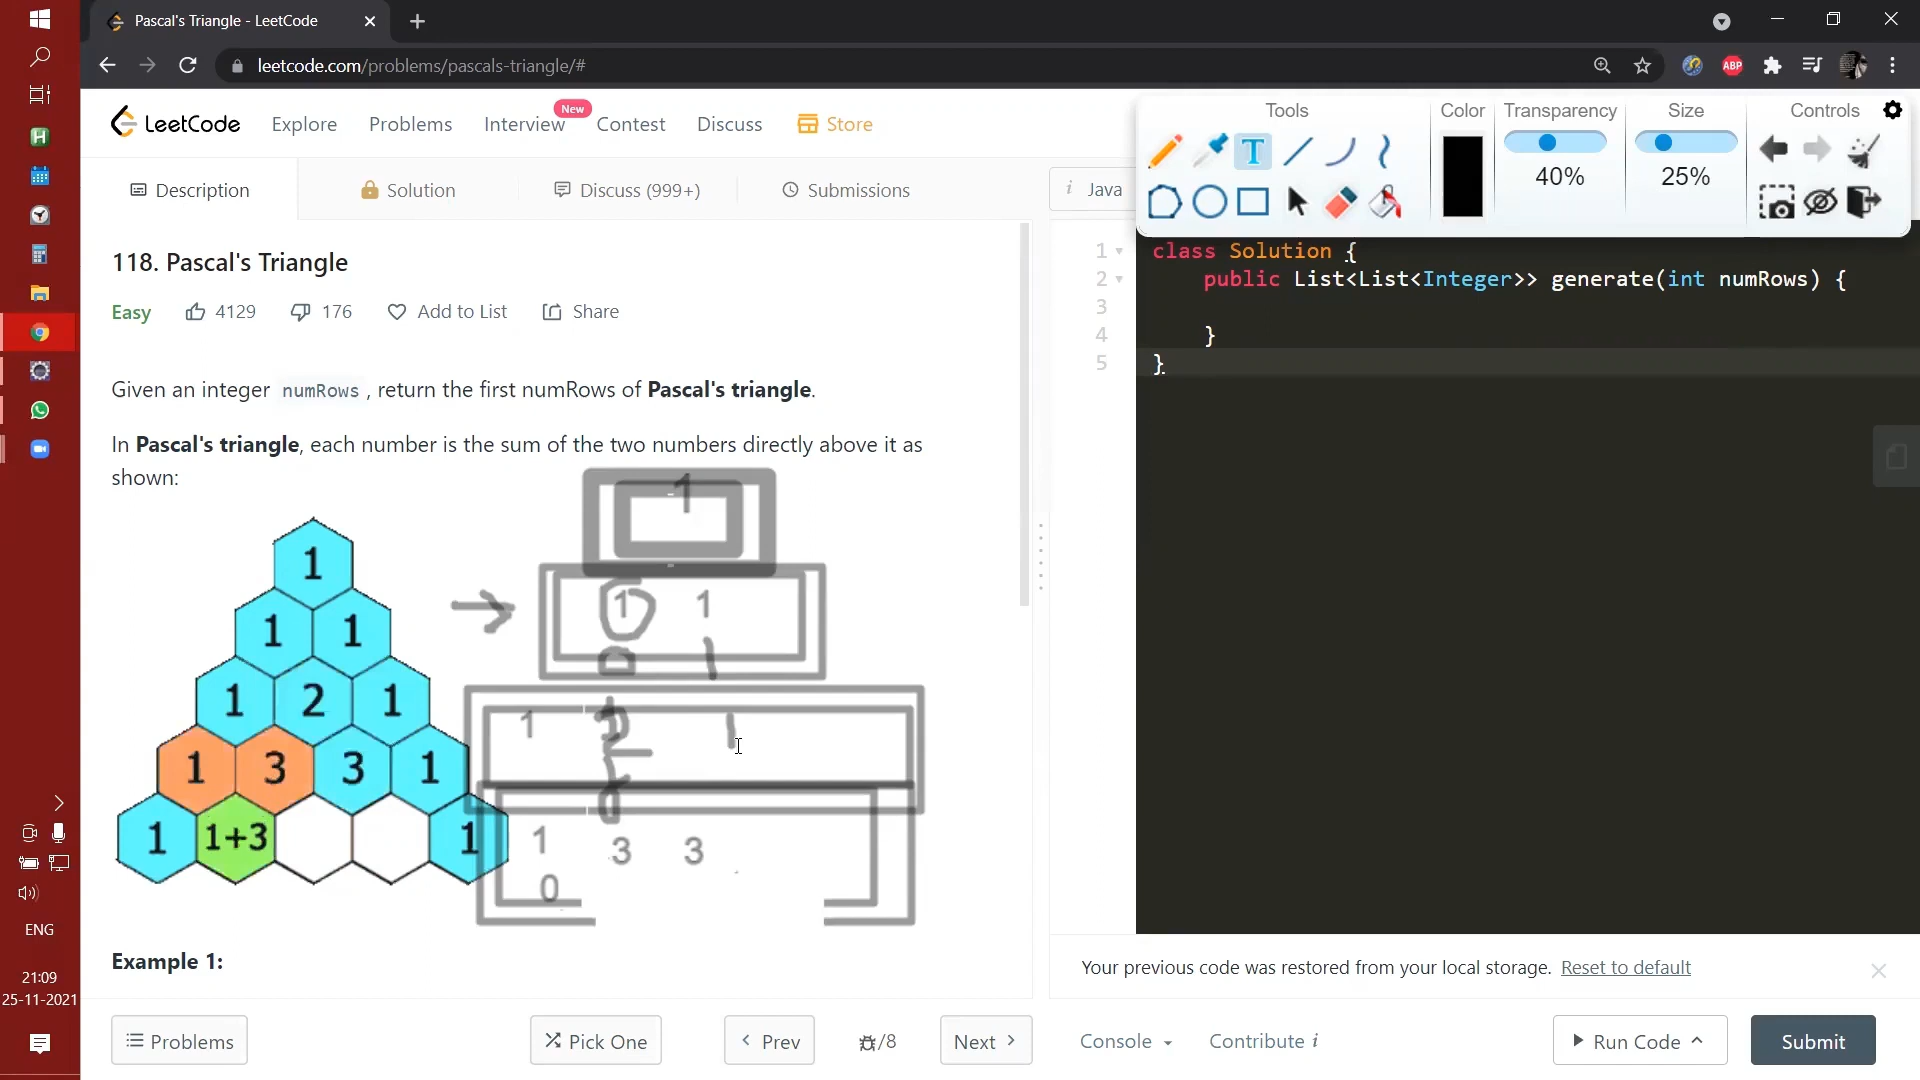 Pascal's Triangle - LeetCode
leetcode.com/problems/pascals-triangle/#
ABP
LeetCode
Explore
Problems
Interview
New
Contest
Discuss
Store
Tools
Color
Transparency
Size
Controls
T
40%
25%
Description
Solution
Discuss (999+)
Submissions
i Java
118. Pascal's Triangle
Easy
4129
176
Add to List
Share
Given an integer numRows, return the first numRows of Pascal's triangle.
In Pascal's triangle, each number is the sum of the two numbers directly above it as
shown:
1
1 1
1 2 1
1 3 3 1
1 1+3 1
1
1 1
1
1 1
1 3 3
0
Example 1:
1 class Solution {
2 public List<List<Integer>> generate(int numRows) {
3
4 }
5 }
Your previous code was restored from your local storage. Reset to default
Problems
Pick One
Prev
/8
Next
Console
Contribute i
Run Code
Submit
H
ENG
21:09
25-11-2021